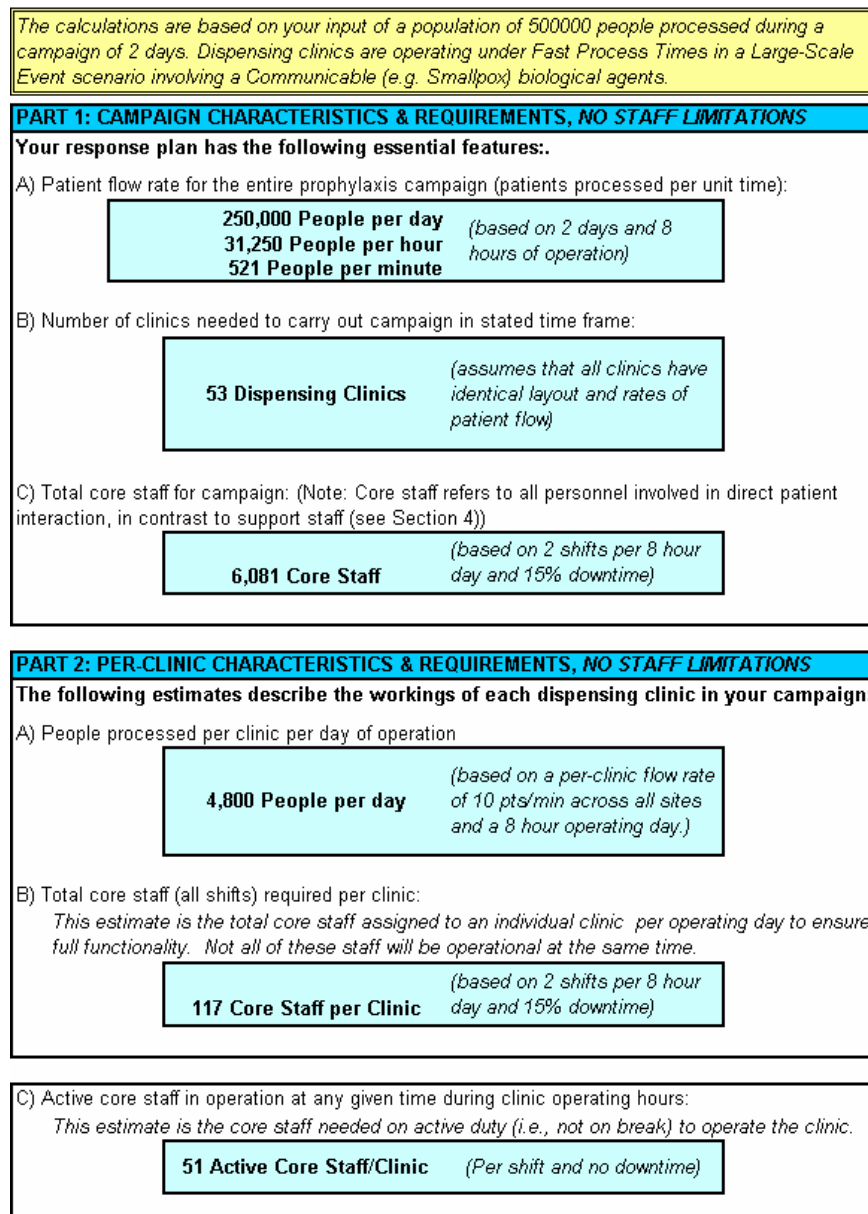 The calculations are based on your input of a population of 500000 people processed during a
campaign of 2 days. Dispensing clinics are operating under Fast Process Times in a Large-Scale
Event scenario involving a Communicable (e.g. Smallpox) biological agents.
PART 1: CAMPAIGN CHARACTERISTICS & REQUIREMENTS, NO STAFF LIMITATIONS
Your response plan has the following essential features:.
A) Patient flow rate for the entire prophylaxis campaign (patients processed per unit time):
250,000 People per day
31,250 People per hour
521 People per minute
(based on 2 days and 8
hours of operation)
B) Number of clinics needed to carry out campaign in stated time frame:
53 Dispensing Clinics
(assumes that all clinics have
identical layout and rates of
patient flow)
C) Total core staff for campaign: (Note: Core staff refers to all personnel involved in direct patient
interaction, in contrast to support staff (see Section 4))
6,081 Core Staff
(based on 2 shifts per 8 hour
day and 15% downtime)
PART 2: PER-CLINIC CHARACTERISTICS & REQUIREMENTS, NO STAFF LIMITATIONS
The following estimates describe the workings of each dispensing clinic in your campaign
A) People processed per clinic per day of operation
4,800 People per day
(based on a per-clinic flow rate
of 10 pts/min across all sites
and a 8 hour operating day.)
B) Total core staff (all shifts) required per clinic:
This estimate is the total core staff assigned to an individual clinic per operating day to ensure
full functionality. Not all of these staff will be operational at the same time.
117 Core Staff per Clinic
(based on 2 shifts per 8 hour
day and 15% downtime)
C) Active core staff in operation at any given time during clinic operating hours:
This estimate is the core staff needed on active duty (i.e., not on break) to operate the clinic.
51 Active Core Staff/Clinic
(Per shift and no downtime)